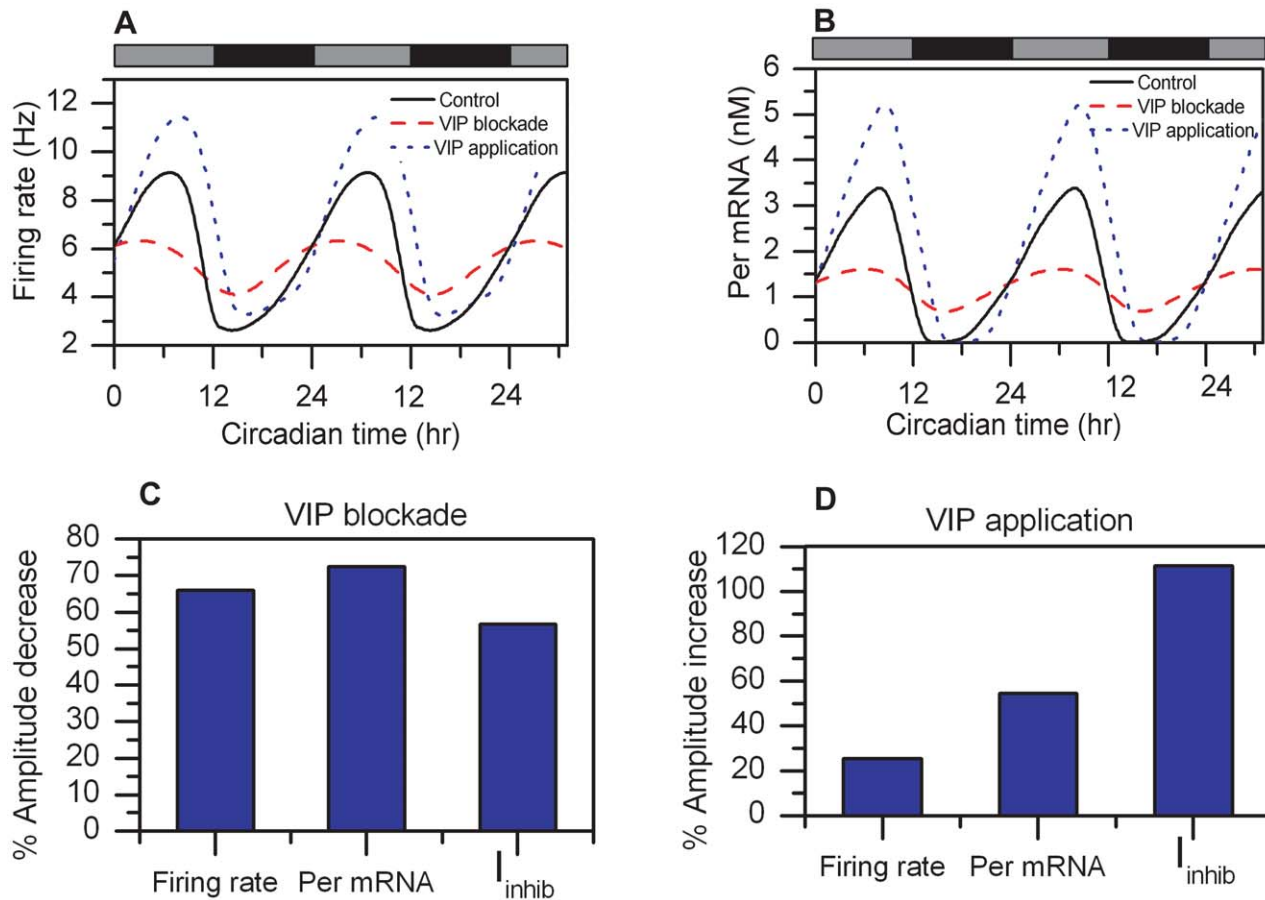 A
Firing rate (Hz)
12
10
8
6
4
2
Control
VIP blockade
VIP application
0
12
24
12
24
Circadian time (hr)
B
Per mRNA (nM)
6
5
4
3
2
1
0
Control
VIP blockade
VIP application
0
12
24
12
24
Circadian time (hr)
C
VIP blockade
% Amplitude decrease
80
70
60
50
40
30
20
10
0
Firing rate
Per mRNA
I inhib
D
VIP application
% Amplitude increase
120
100
80
60
40
20
0
Firing rate
Per mRNA
I inhib